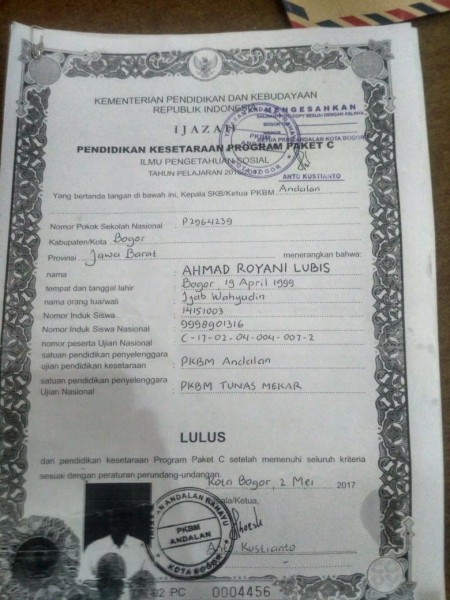 KEMENTERIAN PENDIDIKAN DAN KEBUDAYAAN
REPUBLIK INDONESIA
MENGESAHKAN
IJAZAH
PENDIDIKAN KESETARAAN PROGRAM PAKET C
ILMU PENGETAHUAN SOSIAL
ANTO KUSTIANTO
TAHUN PELAJARAN
Yang bertanda tangan di bawah ini, Kepala SKB/Ketua PKBM Andalan
Nomor Pokok Sekolah Nasional : P2964239
Kabupaten/Kota Bogor
Provinsi Jawa Barat menerangkan bahwa:
nama : AHMAD ROYANI LUBIS
tempat dan tanggal lahir : Bogor, 19 April 1999
nama orang tua/wali : Ijab Wahyudin
Nomor Induk Siswa : 14151003
Nomor Induk Siswa Nasional : 9998901316
nomor peserta Ujian Nasional : C-17-02-04-004-007-2
satuan pendidikan penyelenggara
ujian pendidikan kesetaraan : PKBM Andalan
satuan pendidikan penyelenggara
Ujian Nasional : PKBM TUNAS MEKAR
LULUS
dari pendidikan kesetaraan Program Paket C setelah memenuhi seluruh kriteria
sesuai dengan peraturan perundang-undangan.
Kota Bogor, 2 Mei 2017
Ketua,
PKBM
ANDALAN
KOTA BOGOR
Anto Kustianto
PC 0004456